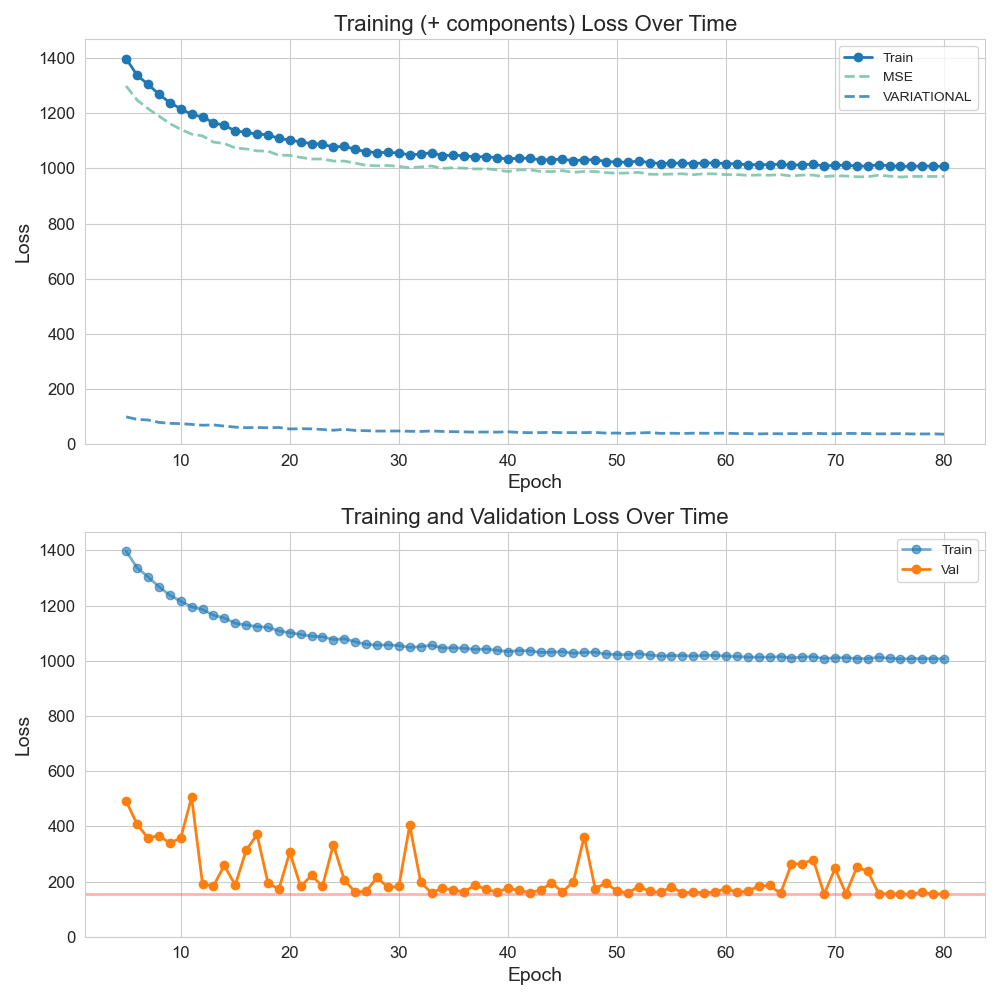 Training (+ components) Loss Over Time
Train
MSE
VARIATIONAL
Loss
1400
1200
1000
800
600
400
200
0
10 20 30 40 50 60 70 80
Epoch
Training and Validation Loss Over Time
Train
Val
Loss
1400
1200
1000
800
600
400
200
0
10 20 30 40 50 60 70 80
Epoch